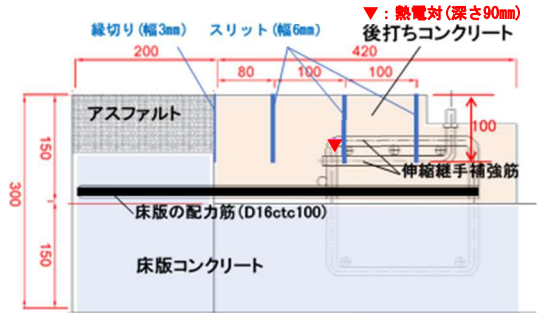 ▼：熱電対(深さ90㎜)
縁切り(幅3㎜)
スリット(幅6㎜)
後打ちコンクリート
200
420
80
100
100
アスファルト
100
150
300
伸縮継手補強筋
床版の配力筋(D16ctc100)
150
床版コンクリート